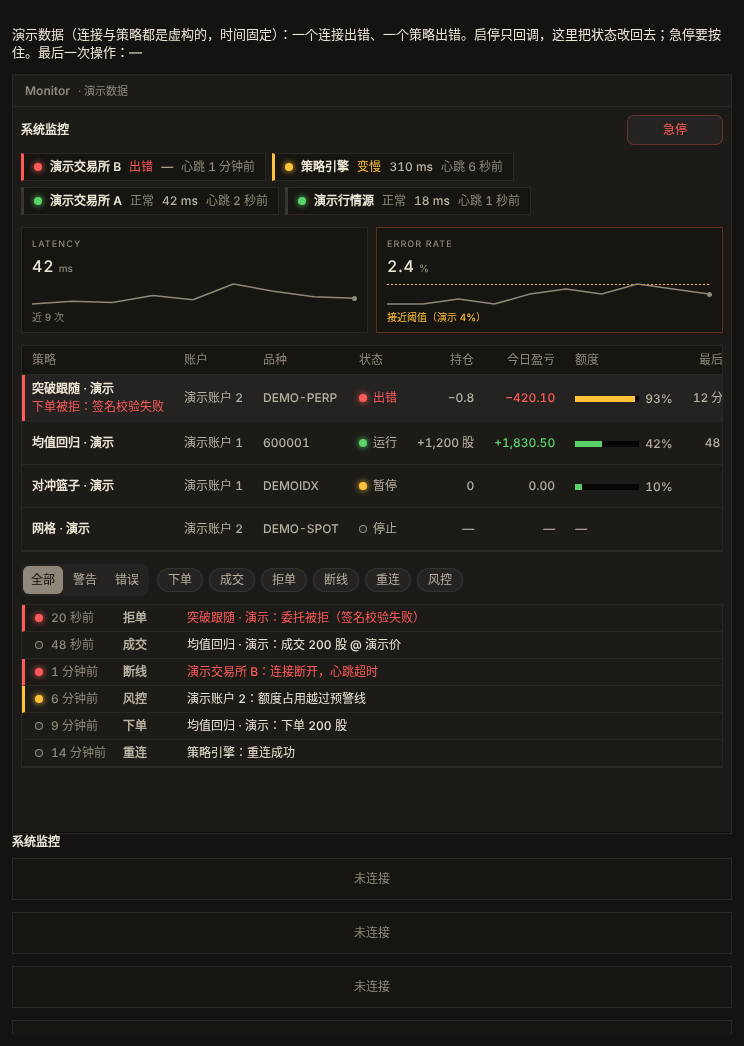 演示数据（连接与策略都是虚构的，时间固定）：一个连接出错、一个策略出错。启停只回调，这里把状态改回去；急停要按
住。最后一次操作：—
Monitor · 演示数据
系统监控 急停
演示交易所 B 出错 — 心跳 1 分钟前 策略引擎 变慢 310 ms 心跳 6 秒前
演示交易所 A 正常 42 ms 心跳 2 秒前 演示行情源 正常 18 ms 心跳 1 秒前
LATENCY
42 ms
近 9 次
ERROR RATE
2.4 %
接近阈值（演示 4%）
策略 账户 品种 状态 持仓 今日盈亏 额度 最后
突破跟随 · 演示
下单被拒：签名校验失败
演示账户 2 DEMO-PERP 出错 −0.8 −420.10 93% 12 分
均值回归 · 演示 演示账户 1 600001 运行 +1,200 股 +1,830.50 42% 48
对冲篮子 · 演示 演示账户 1 DEMOIDX 暂停 0 0.00 10%
网格 · 演示 演示账户 2 DEMO-SPOT 停止 — — —
全部 警告 错误 下单 成交 拒单 断线 重连 风控
20 秒前 拒单 突破跟随 · 演示：委托被拒（签名校验失败）
48 秒前 成交 均值回归 · 演示：成交 200 股 @ 演示价
1 分钟前 断线 演示交易所 B：连接断开，心跳超时
6 分钟前 风控 演示账户 2：额度占用越过预警线
9 分钟前 下单 均值回归 · 演示：下单 200 股
14 分钟前 重连 策略引擎：重连成功
系统监控
未连接
未连接
未连接